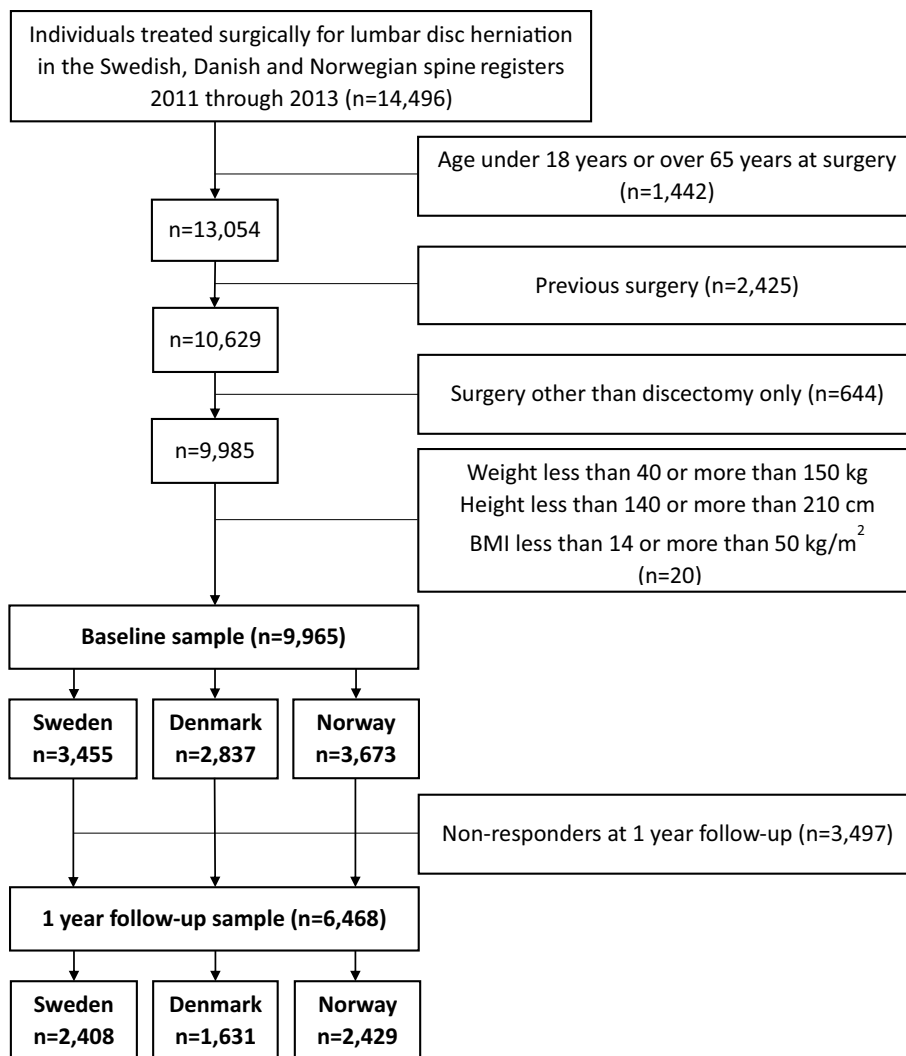 Individuals treated surgically for lumbar disc herniation
in the Swedish, Danish and Norwegian spine registers
2011 through 2013 (n=14,496)
Age under 18 years or over 65 years at surgery
(n=1,442)
n=13,054
Previous surgery (n=2,425)
n=10,629
Surgery other than discectomy only (n=644)
n=9,985
Weight less than 40 or more than 150 kg
Height less than 140 or more than 210 cm
BMI less than 14 or more than 50 kg/m²
(n=20)
Baseline sample (n=9,965)
Sweden
n=3,455
Denmark
n=2,837
Norway
n=3,673
Non-responders at 1 year follow-up (n=3,497)
1 year follow-up sample (n=6,468)
Sweden
n=2,408
Denmark
n=1,631
Norway
n=2,429